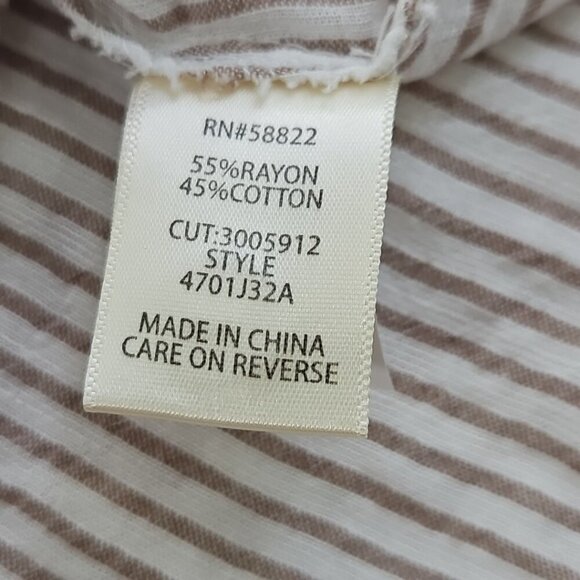 RN#58822
55%RAYON
45%COTTON
CUT:3005912
STYLE
4701J32A
MADE IN CHINA
CARE ON REVERSE